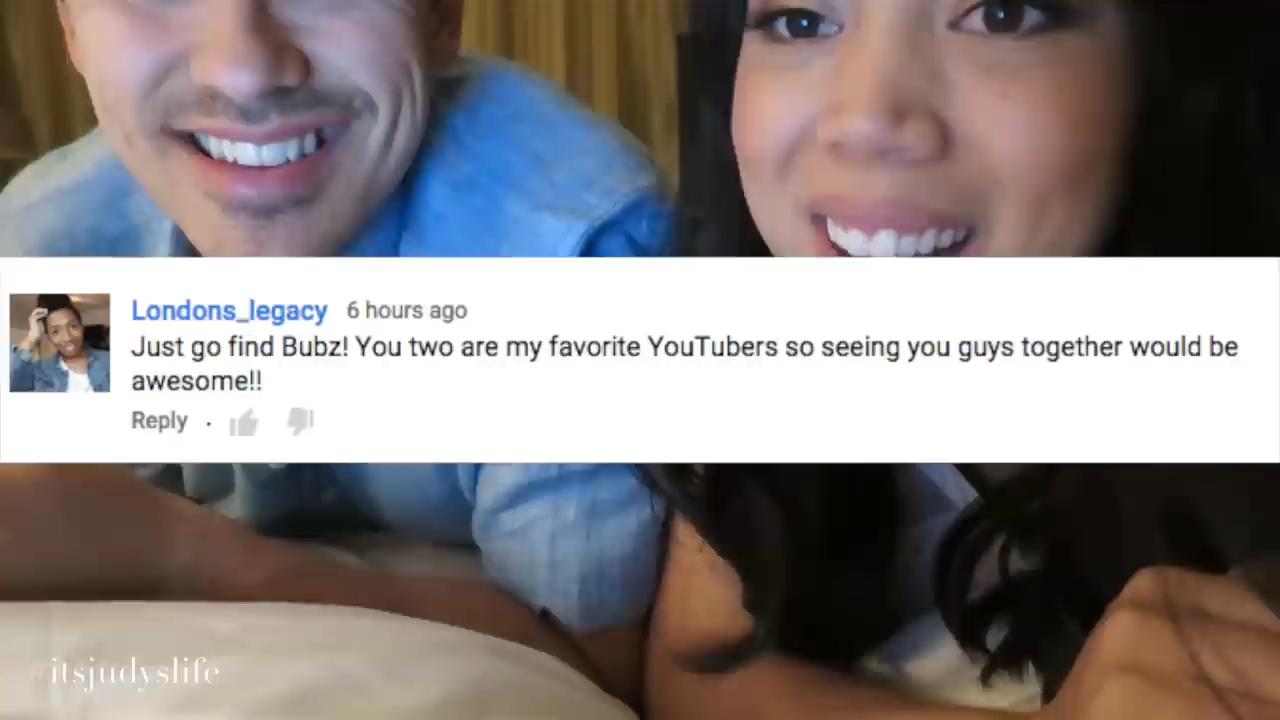 Londons_legacy 6 hours ago
Just go find Bubz! You two are my favorite YouTubers so seeing you guys together would be
awesome!!
Reply ·
itsjudyslife